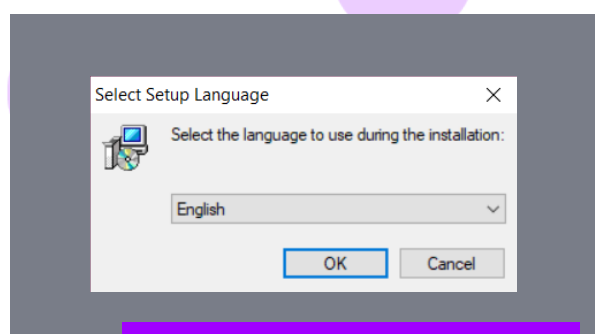 Select Setup Language
Select the language to use during the installation:
English
OK
Cancel